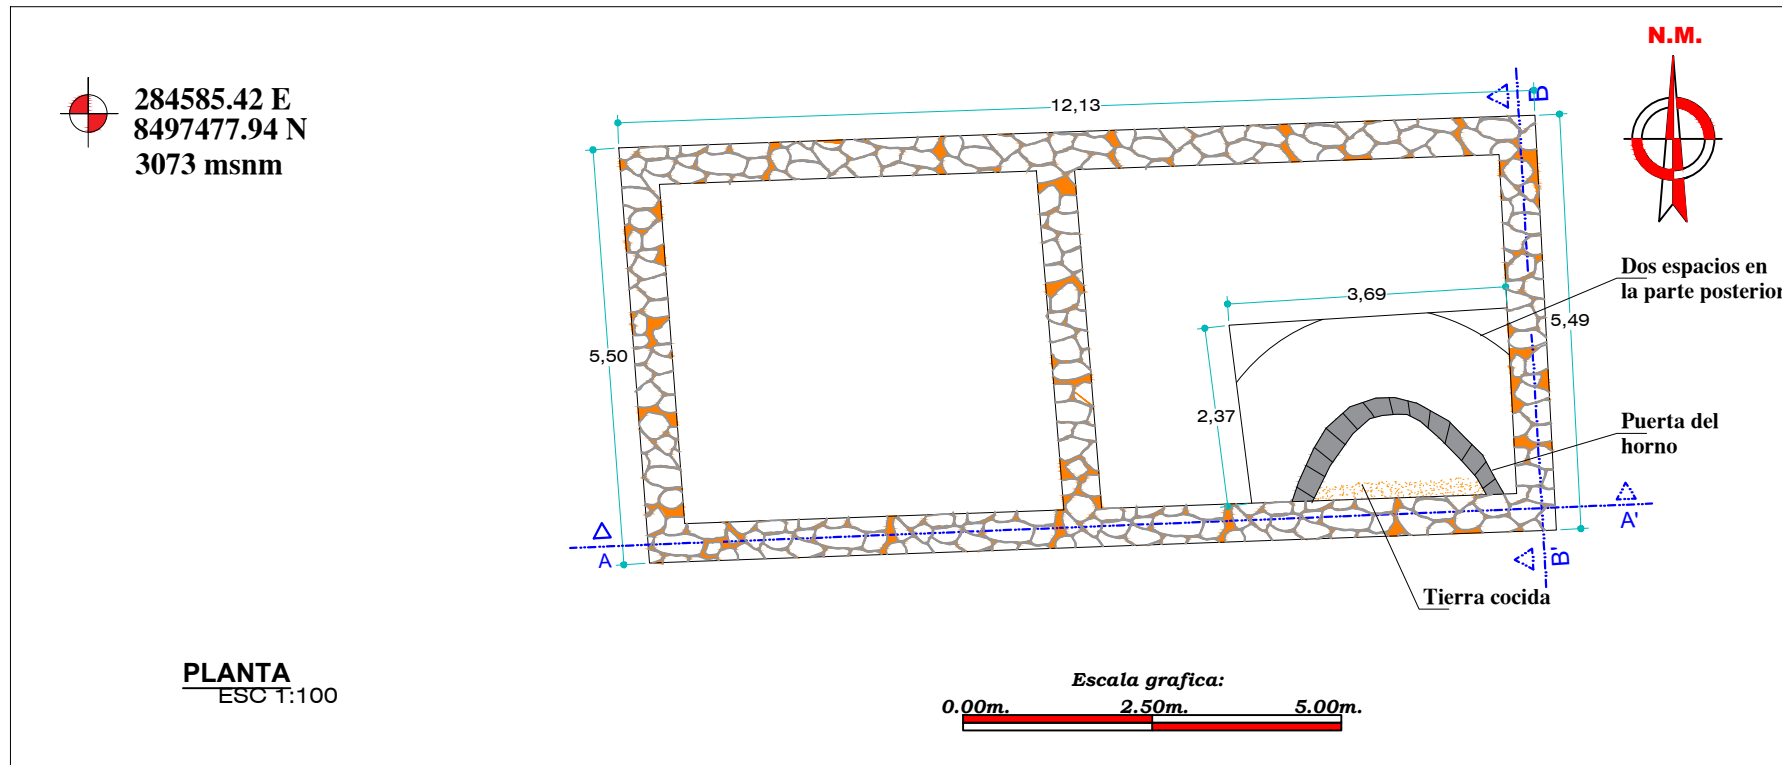 N.M.
284585.42 E
8497477.94 N
3073 msnm
12,13
B
Dos espacios en
la parte posterior
3,69
5,49
5,50
2,37
Puerta del
horno
A
A'
B'
Tierra cocida
PLANTA
ESC 1:100
Escala grafica:
0.00m. 2.50m. 5.00m.